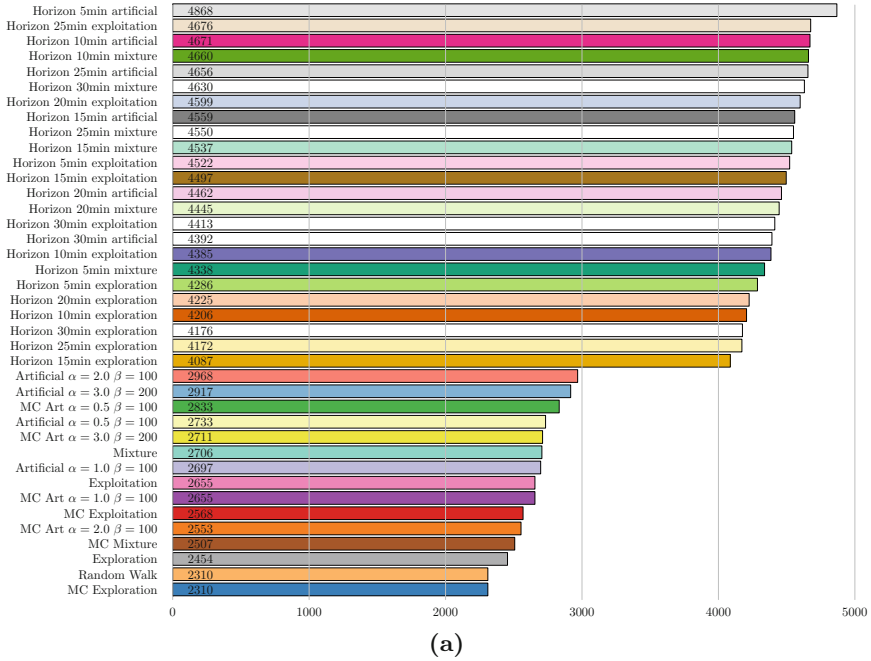 Horizon 5min artificial 4868
Horizon 25min exploitation 4676
Horizon 10min artificial 4671
Horizon 10min mixture 4660
Horizon 25min artificial 4656
Horizon 30min mixture 4630
Horizon 20min exploitation 4599
Horizon 15min artificial 4559
Horizon 25min mixture 4550
Horizon 15min mixture 4537
Horizon 5min exploitation 4522
Horizon 15min exploitation 4497
Horizon 20min artificial 4462
Horizon 20min mixture 4445
Horizon 30min exploitation 4413
Horizon 30min artificial 4392
Horizon 10min exploitation 4385
Horizon 5min mixture 4338
Horizon 5min exploration 4286
Horizon 20min exploration 4225
Horizon 10min exploration 4206
Horizon 30min exploration 4176
Horizon 25min exploration 4172
Horizon 15min exploration 4087
Artificial α = 2.0 β = 100 2968
Artificial α = 3.0 β = 200 2917
MC Art α = 0.5 β = 100 2833
Artificial α = 0.5 β = 100 2733
MC Art α = 3.0 β = 200 2711
Mixture 2706
Artificial α = 1.0 β = 100 2697
Exploitation 2655
MC Art α = 1.0 β = 100 2655
MC Exploitation 2568
MC Art α = 2.0 β = 100 2553
MC Mixture 2507
Exploration 2454
Random Walk 2310
MC Exploration 2310
0 1000 2000 3000 4000 5000
(a)